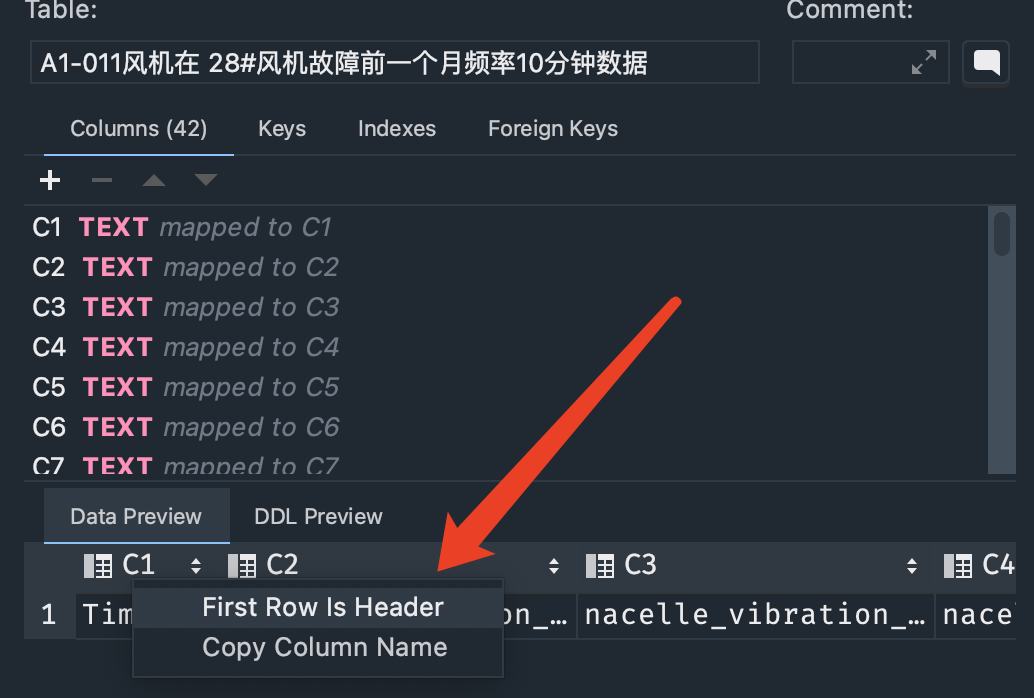 Table:
Comment:
A1-011风机在 28#风机故障前一个月频率10分钟数据
Columns (42)
Keys
Indexes
Foreign Keys
C1 TEXT mapped to C1
C2 TEXT mapped to C2
C3 TEXT mapped to C3
C4 TEXT mapped to C4
C5 TEXT mapped to C5
C6 TEXT mapped to C6
C7 TEXT mapped to C7
Data Preview
DDL Preview
C1
C2
C3
C4
1
Tim
on_…
nacelle_vibration_…
nace
First Row Is Header
Copy Column Name